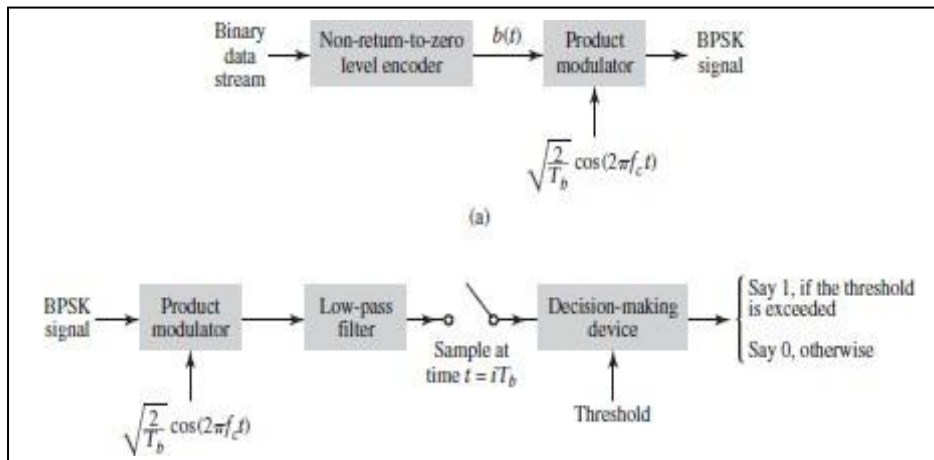 Binary
data
stream
Non-return-to-zero
level encoder
b(t)
Product
modulator
BPSK
signal
√(2/T_b) cos(2πf_c t)
(a)
BPSK
signal
Product
modulator
Low-pass
filter
Sample at
time t = iT_b
Decision-making
device
Say 1, if the threshold
is exceeded
Say 0, otherwise
Threshold
√(2/T_b) cos(2πf_c t)